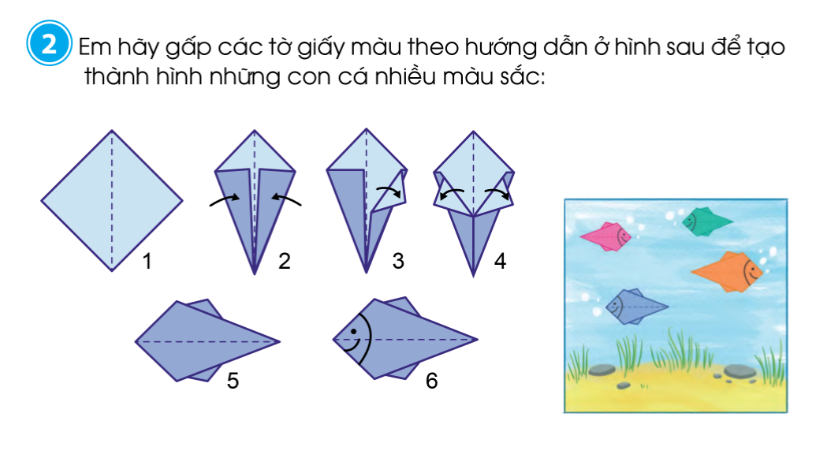 2 Em hãy gấp các tờ giấy màu theo hướng dẫn ở hình sau để tạo
thành hình những con cá nhiều màu sắc:
1 2 3 4
5 6